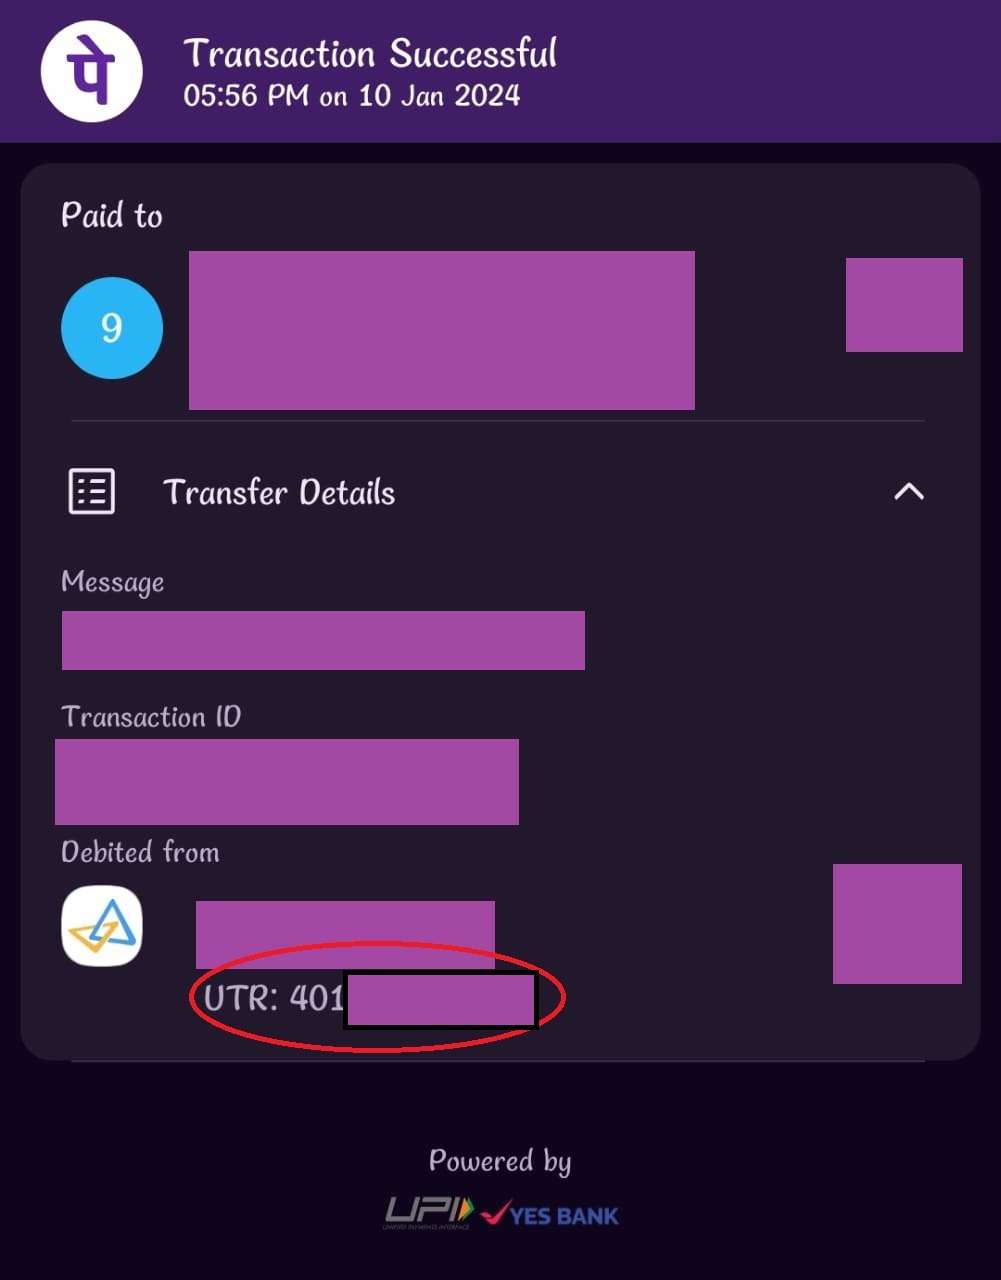 पे
Transaction Successful
05:56 PM on 10 Jan 2024
Paid to
9
Transfer Details
Message
Transaction ID
Debited from
UTR: 401
Powered by
UPI YES BANK
UNIFIED PAYMENTS INTERFACE